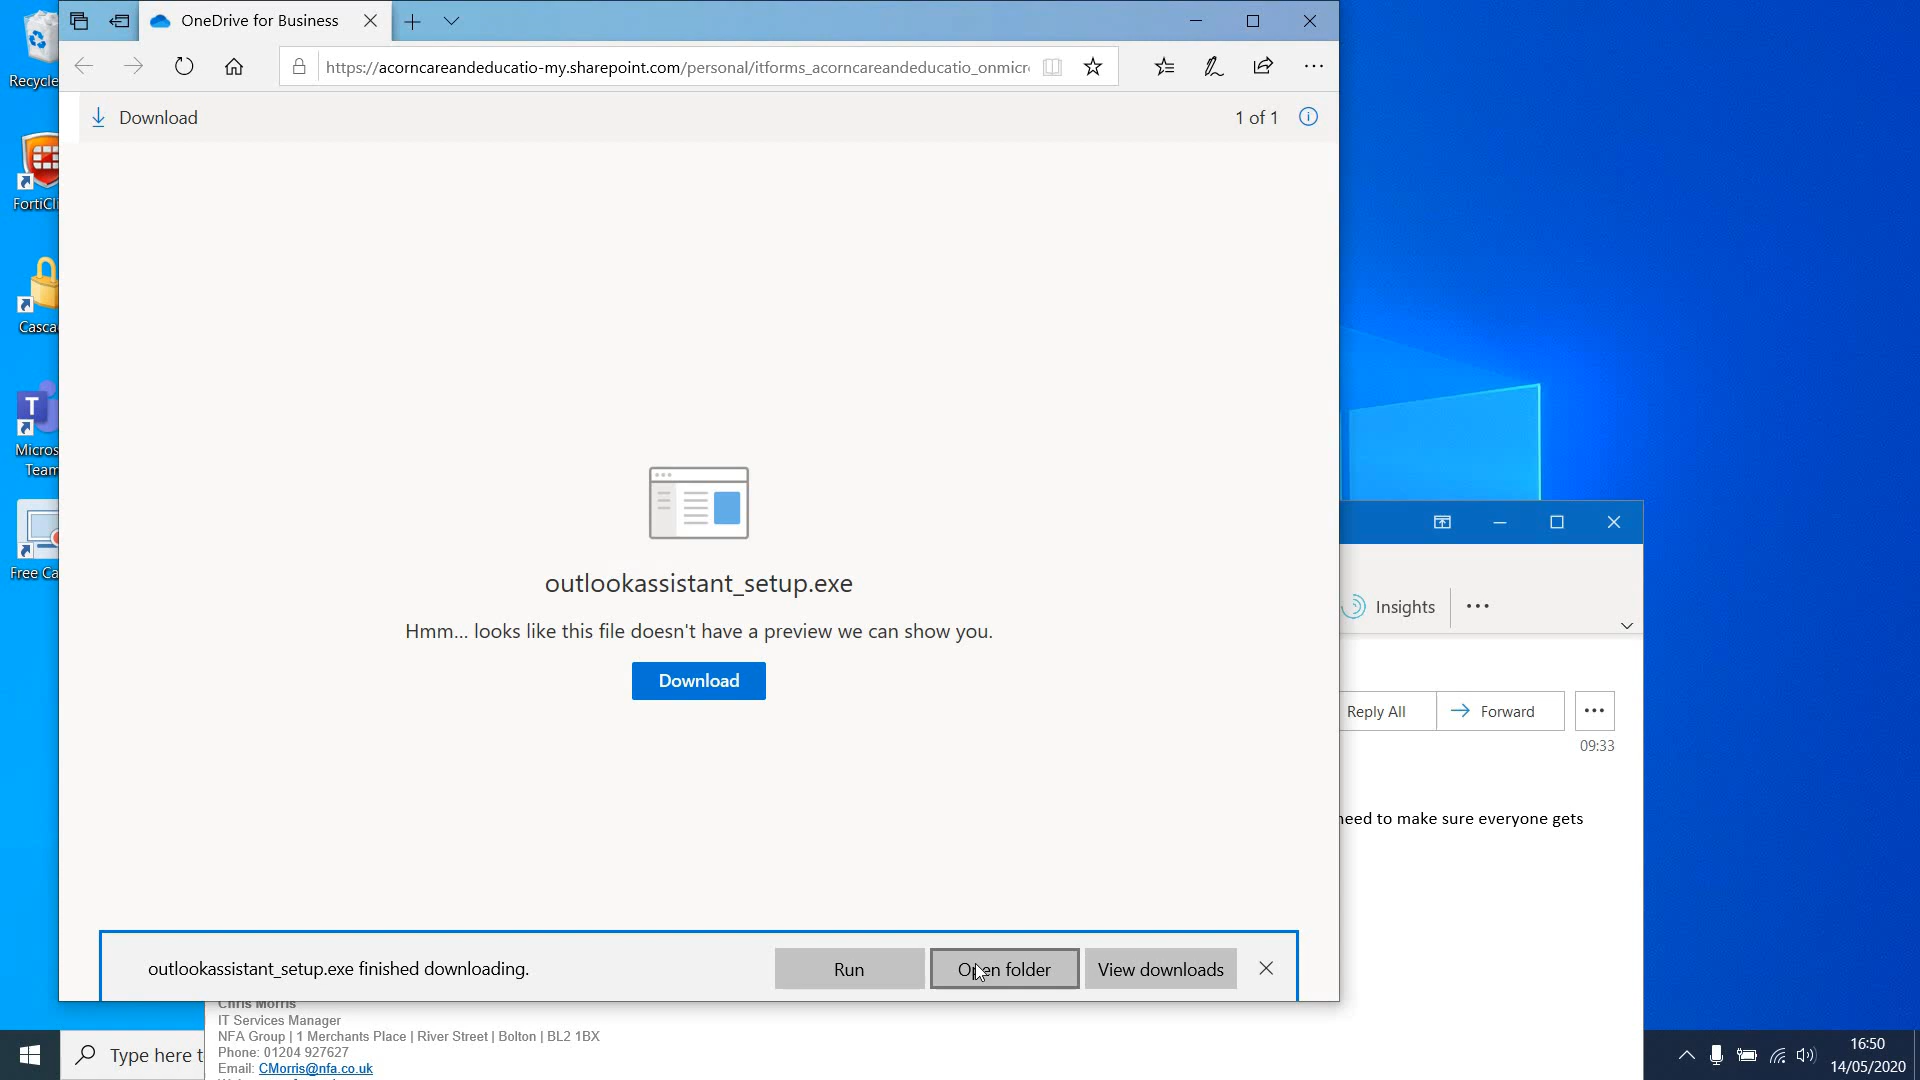 OneDrive for Business
https://acorncareandeducatio-my.sharepoint.com/personal/itforms_acorncareandeducatio_onmicr
Download
1 of 1
Recycle
FortiCli
Casca
T
Micros
Team
Free Ca
outlookassistant_setup.exe
Hmm... looks like this file doesn't have a preview we can show you.
Download
Insights
Reply All
Forward
09:33
need to make sure everyone gets
outlookassistant_setup.exe finished downloading.
Run
Open folder
View downloads
Chris Morris
IT Services Manager
NFA Group | 1 Merchants Place | River Street | Bolton | BL2 1BX
Phone: 01204 927627
Email: CMorris@nfa.co.uk
Type here t
16:50
14/05/2020